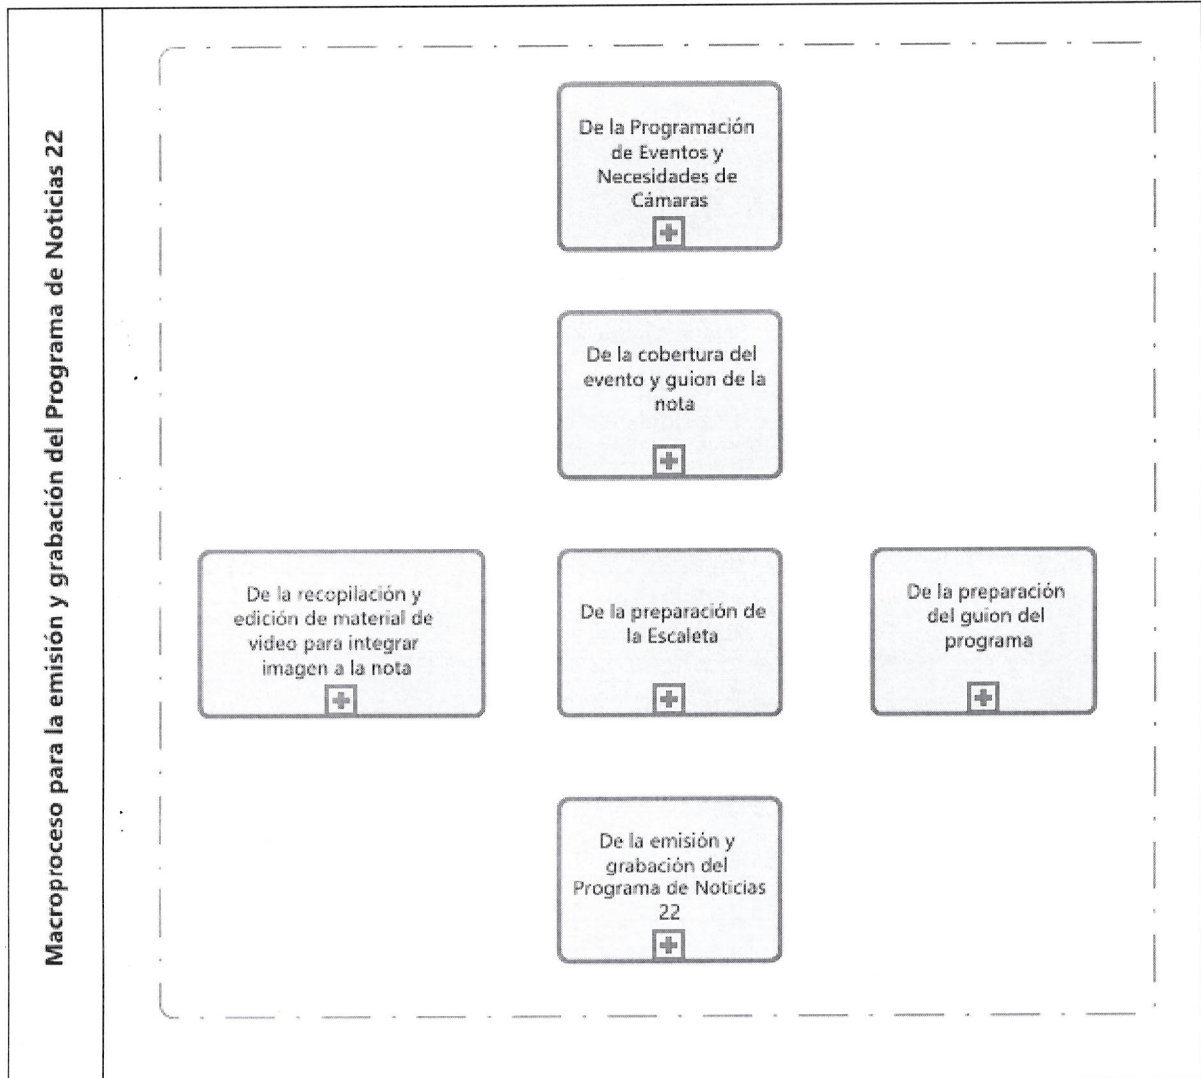 Macroproceso para la emisión y grabación del Programa de Noticias 22
De la Programación
de Eventos y
Necesidades de
Cámaras
De la cobertura del
evento y guion de la
nota
De la recopilación y
edición de material de
video para integrar
imagen a la nota
De la preparación de
la Escaleta
De la preparación
del guion del
programa
De la emisión y
grabación del
Programa de Noticias
22